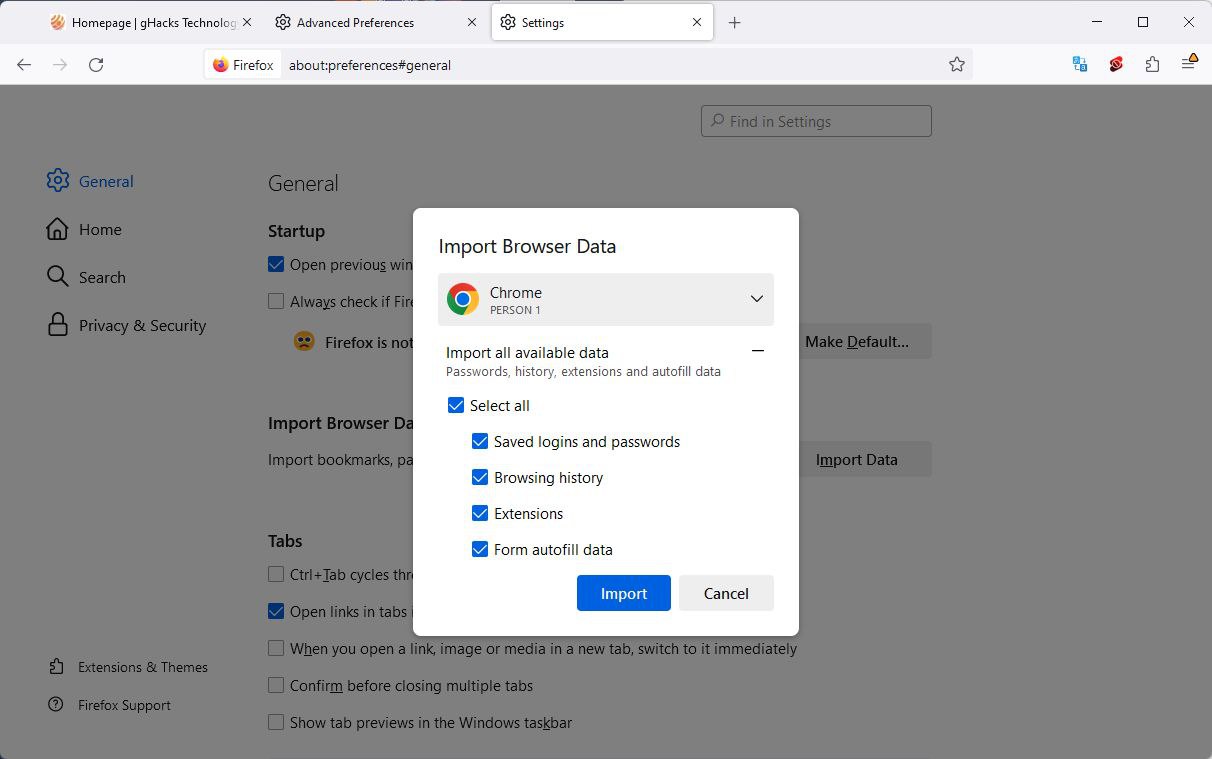 Homepage | gHacks Technolog
Advanced Preferences
Settings
Firefox
about:preferences#general
Find in Settings
General
Home
Search
Privacy & Security
Extensions & Themes
Firefox Support
General
Startup
Open previous win
Always check if Fire
Firefox is not
Make Default...
Import Browser Da
Import bookmarks, pa
Import Data
Tabs
Ctrl+Tab cycles thr
Open links in tabs i
When you open a link, image or media in a new tab, switch to it immediately
Confirm before closing multiple tabs
Show tab previews in the Windows taskbar
Import Browser Data
Chrome
PERSON 1
Import all available data
Passwords, history, extensions and autofill data
Select all
Saved logins and passwords
Browsing history
Extensions
Form autofill data
Import
Cancel